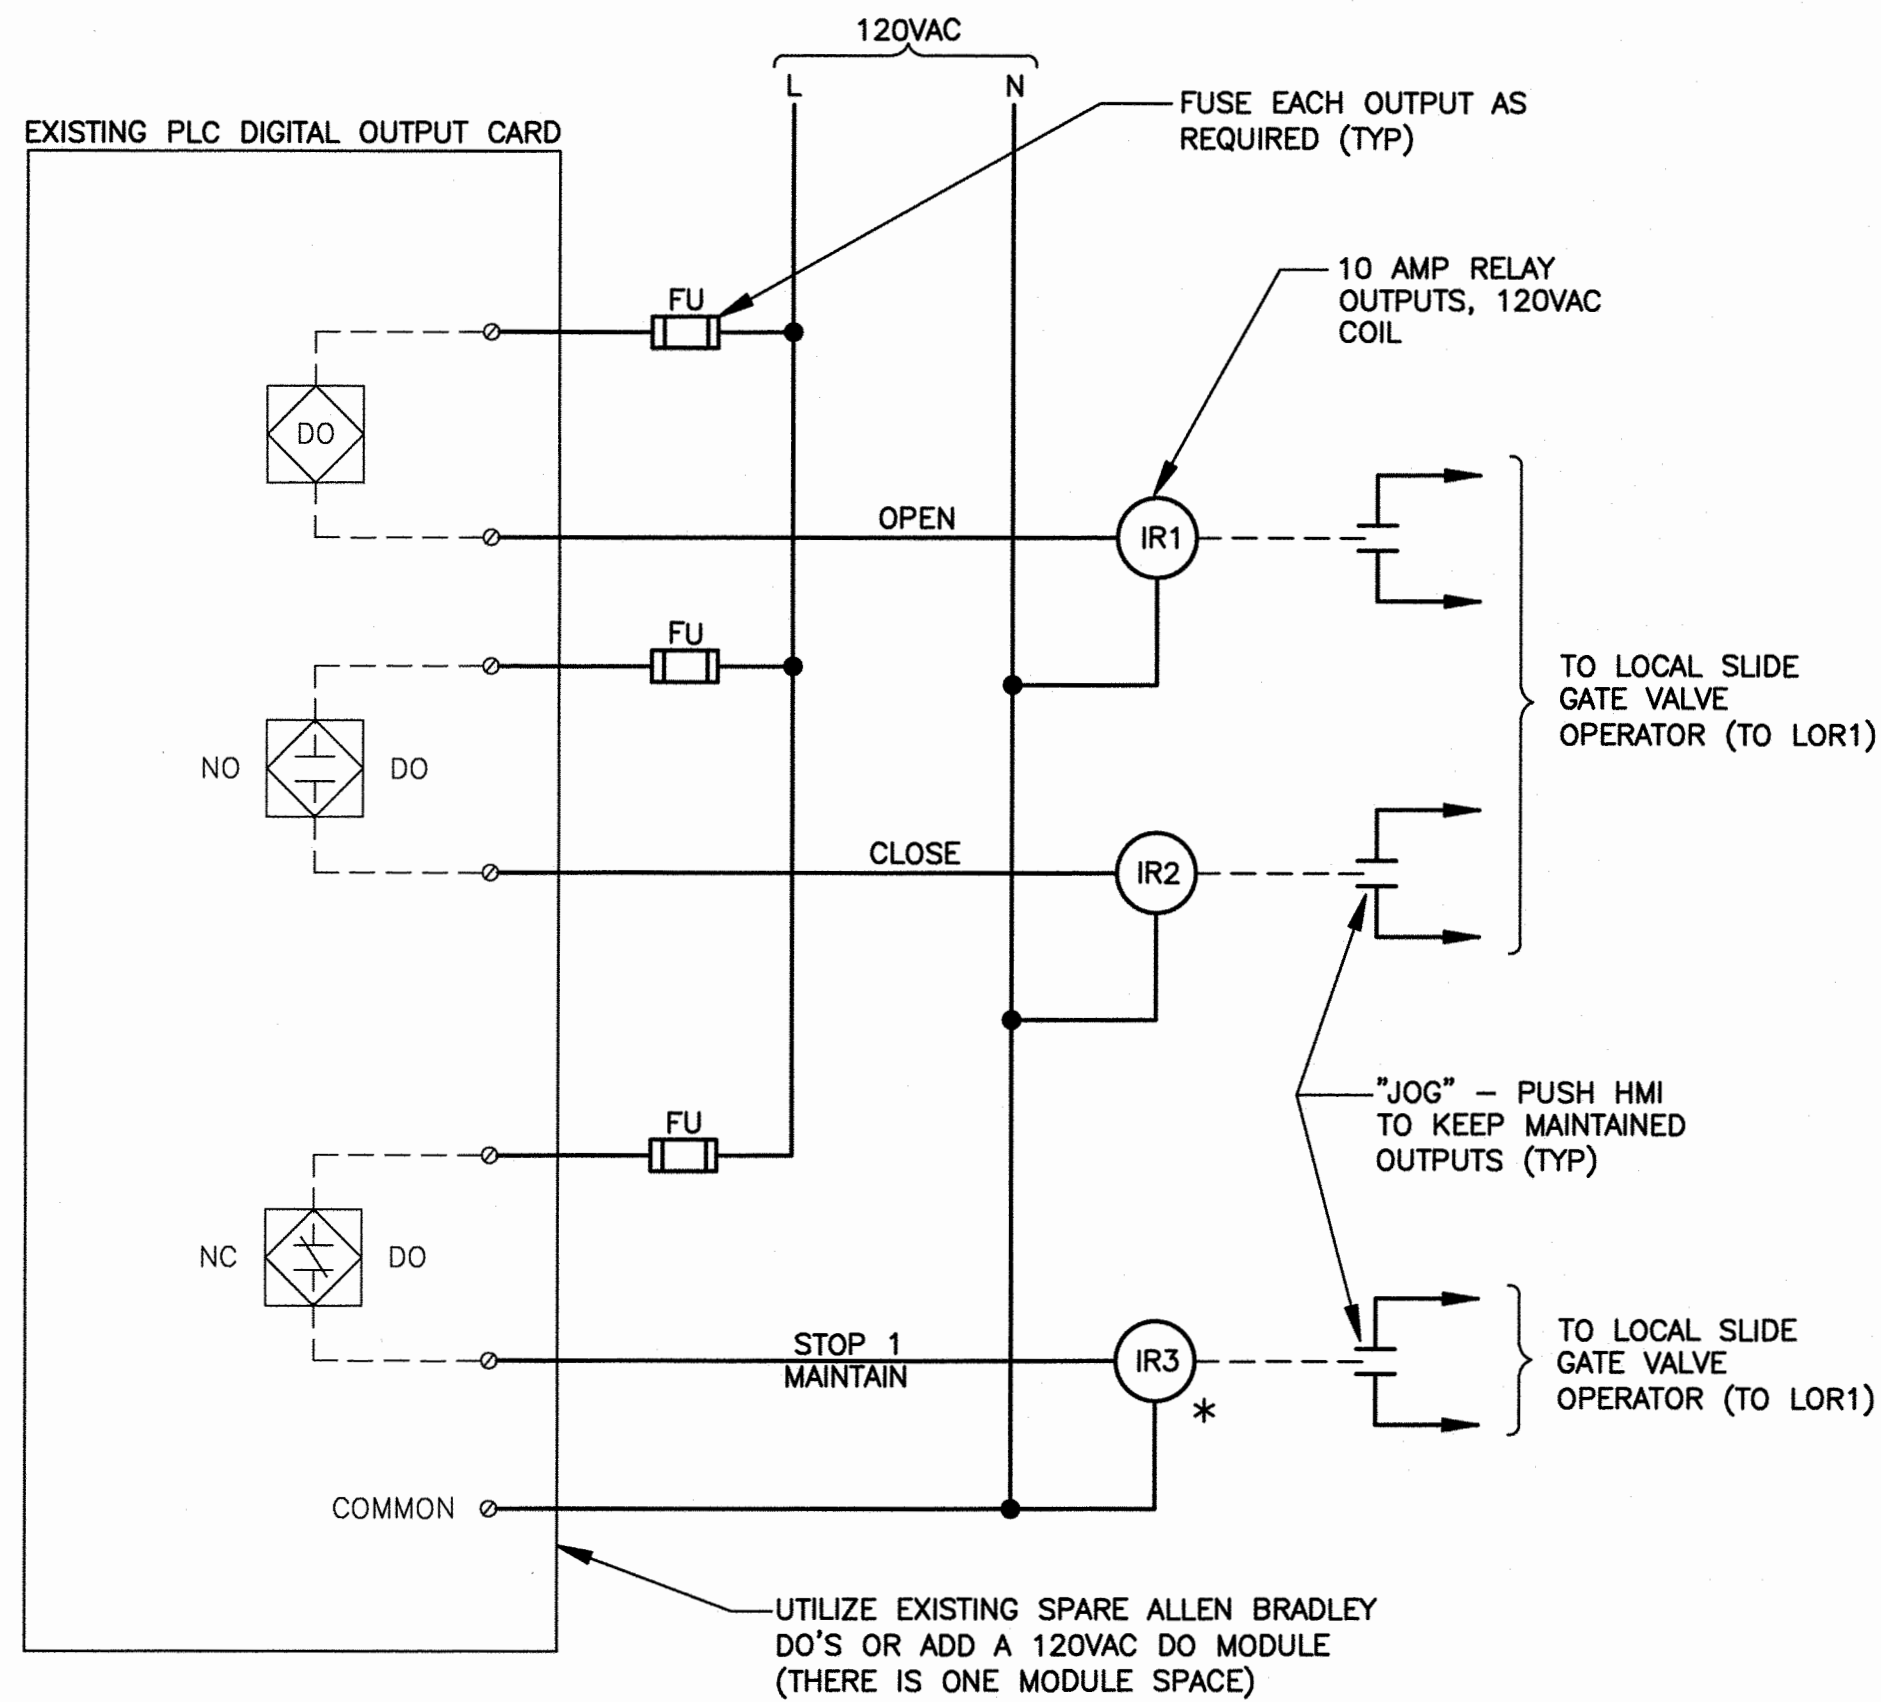 120VAC
L
N
FUSE EACH OUTPUT AS
REQUIRED (TYP)
EXISTING PLC DIGITAL OUTPUT CARD
10 AMP RELAY
OUTPUTS, 120VAC
COIL
FU
DO
OPEN
IR1
FU
TO LOCAL SLIDE
GATE VALVE
OPERATOR (TO LOR1)
NO
DO
CLOSE
IR2
"JOG" – PUSH HMI
TO KEEP MAINTAINED
OUTPUTS (TYP)
FU
NC
DO
STOP 1
MAINTAIN
IR3
*
TO LOCAL SLIDE
GATE VALVE
OPERATOR (TO LOR1)
COMMON
UTILIZE EXISTING SPARE ALLEN BRADLEY
DO'S OR ADD A 120VAC DO MODULE
(THERE IS ONE MODULE SPACE)